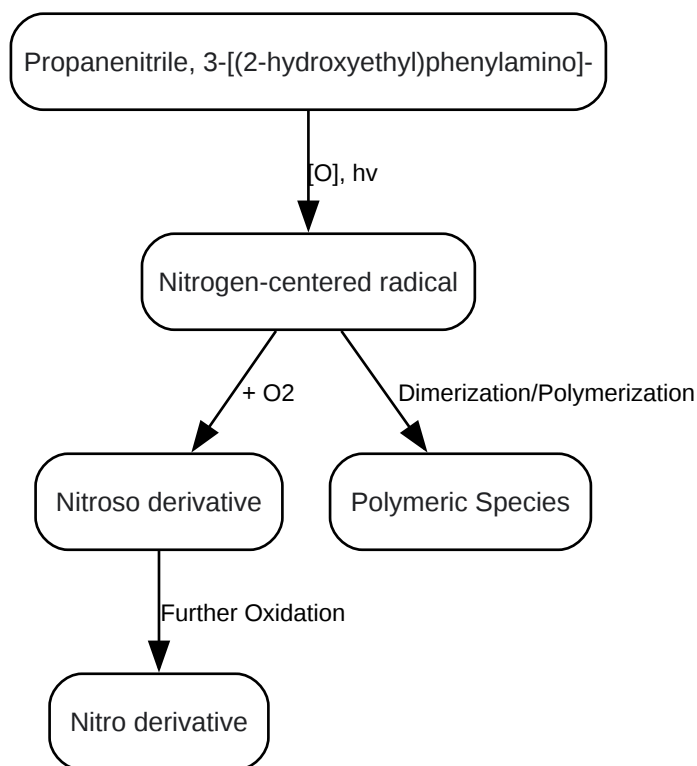 Propanenitrile, 3-[(2-hydroxyethyl)phenylamino]-
[O], hv
Nitrogen-centered radical
+ O2
Dimerization/Polymerization
Nitroso derivative
Polymeric Species
Further Oxidation
Nitro derivative